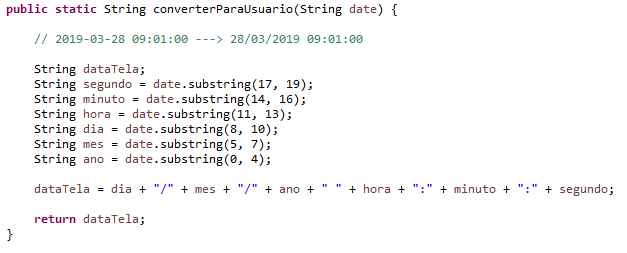 public static String converterParaUsuario(String date) {
// 2019-03-28 09:01:00 ---> 28/03/2019 09:01:00
String dataTela;
String segundo = date.substring(17, 19);
String minuto = date.substring(14, 16);
String hora = date.substring(11, 13);
String dia = date.substring(8, 10);
String mes = date.substring(5, 7);
String ano = date.substring(0, 4);
dataTela = dia + "/" + mes + "/" + ano + " " + hora + ":" + minuto + ":" + segundo;
return dataTela;
}